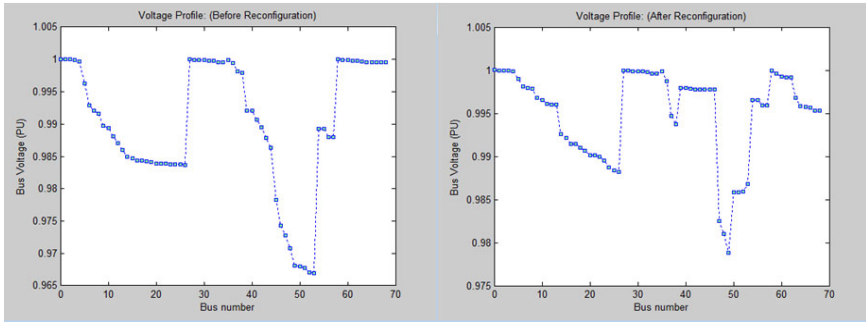 Voltage Profile: (Before Reconfiguration)
1.005
1
0.995
0.99
0.985
0.98
0.975
0.97
0.965
Bus Voltage (PU)
0 10 20 30 40 50 60 70
Bus number
Voltage Profile: (After Reconfiguration)
1.005
1
0.995
0.99
0.985
0.98
0.975
Bus Voltage (PU)
0 10 20 30 40 50 60 70
Bus number